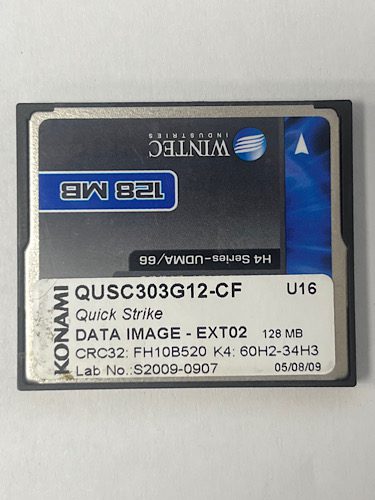 WINTEC
INDUSTRIES
128 MB
H4 Series-UDMA/66
KONAMI
QUSC303G12-CF U16
Quick Strike
DATA IMAGE - EXT02 128 MB
CRC32: FH10B520 K4: 60H2-34H3
Lab No.:S2009-0907 05/08/09